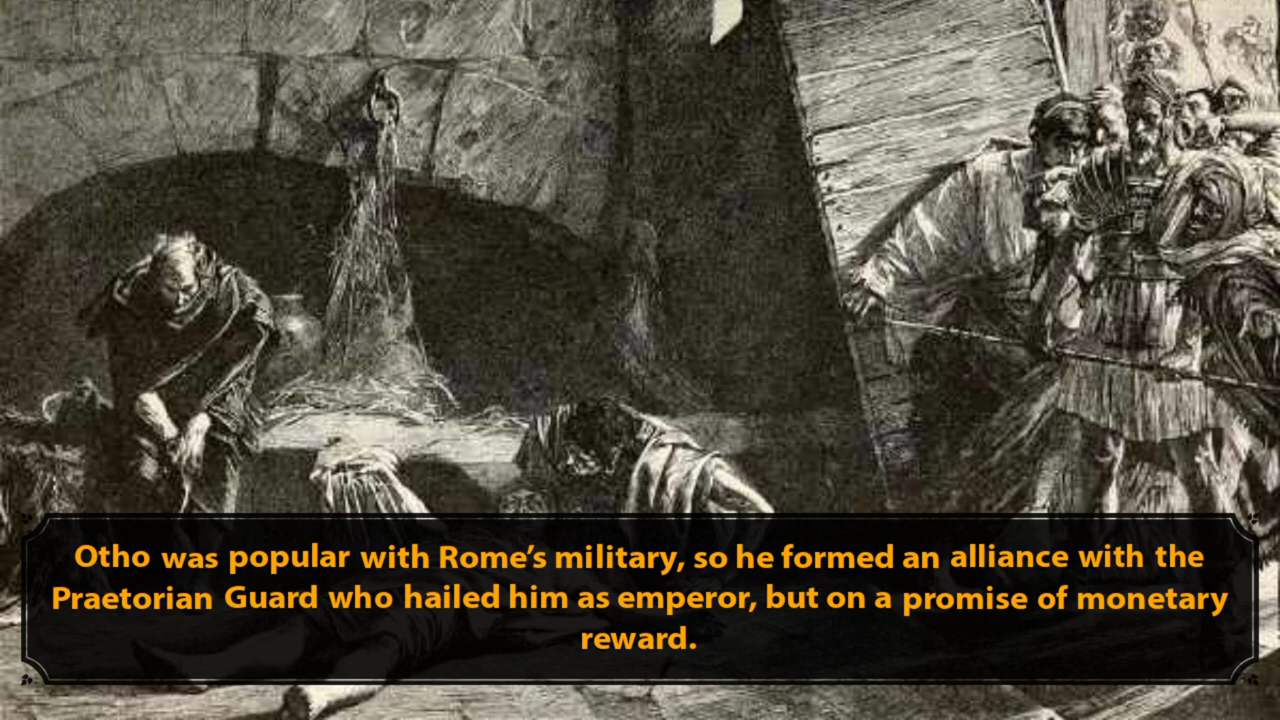 Otho was popular with Rome’s military, so he formed an alliance with the
Praetorian Guard who hailed him as emperor, but on a promise of monetary
reward.